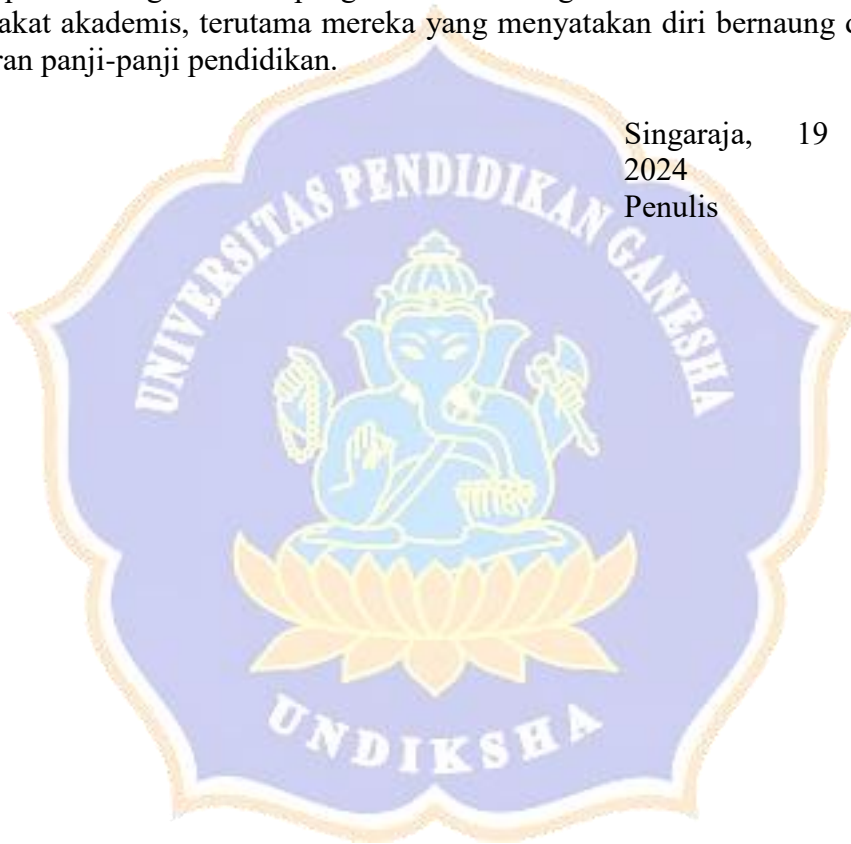 akat akademis, terutama mereka yang menyatakan diri bernaung
ran panji-panji pendidikan.
Singaraja, 19
2024
Penulis
UNIVERSITAS PENDIDIKAN GANESHA
UNDIKSHA